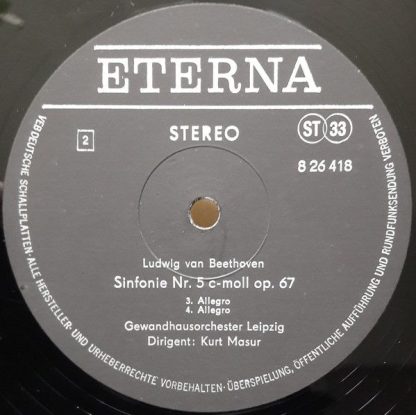 ETERNA
2
STEREO
ST 33
8 26 418
Ludwig van Beethoven
Sinfonie Nr. 5 c-moll op. 67
3. Allegro
4. Allegro
Gewandhausorchester Leipzig
Dirigent: Kurt Masur
VEB DEUTSCHE SCHALLPLATTEN · ALLE HERSTELLER- UND URHEBERRECHTE VORBEHALTEN · ÜBERSPIELUNG, ÖFFENTLICHE AUFFÜHRUNG UND RUNDFUNKSENDUNG VERBOTEN